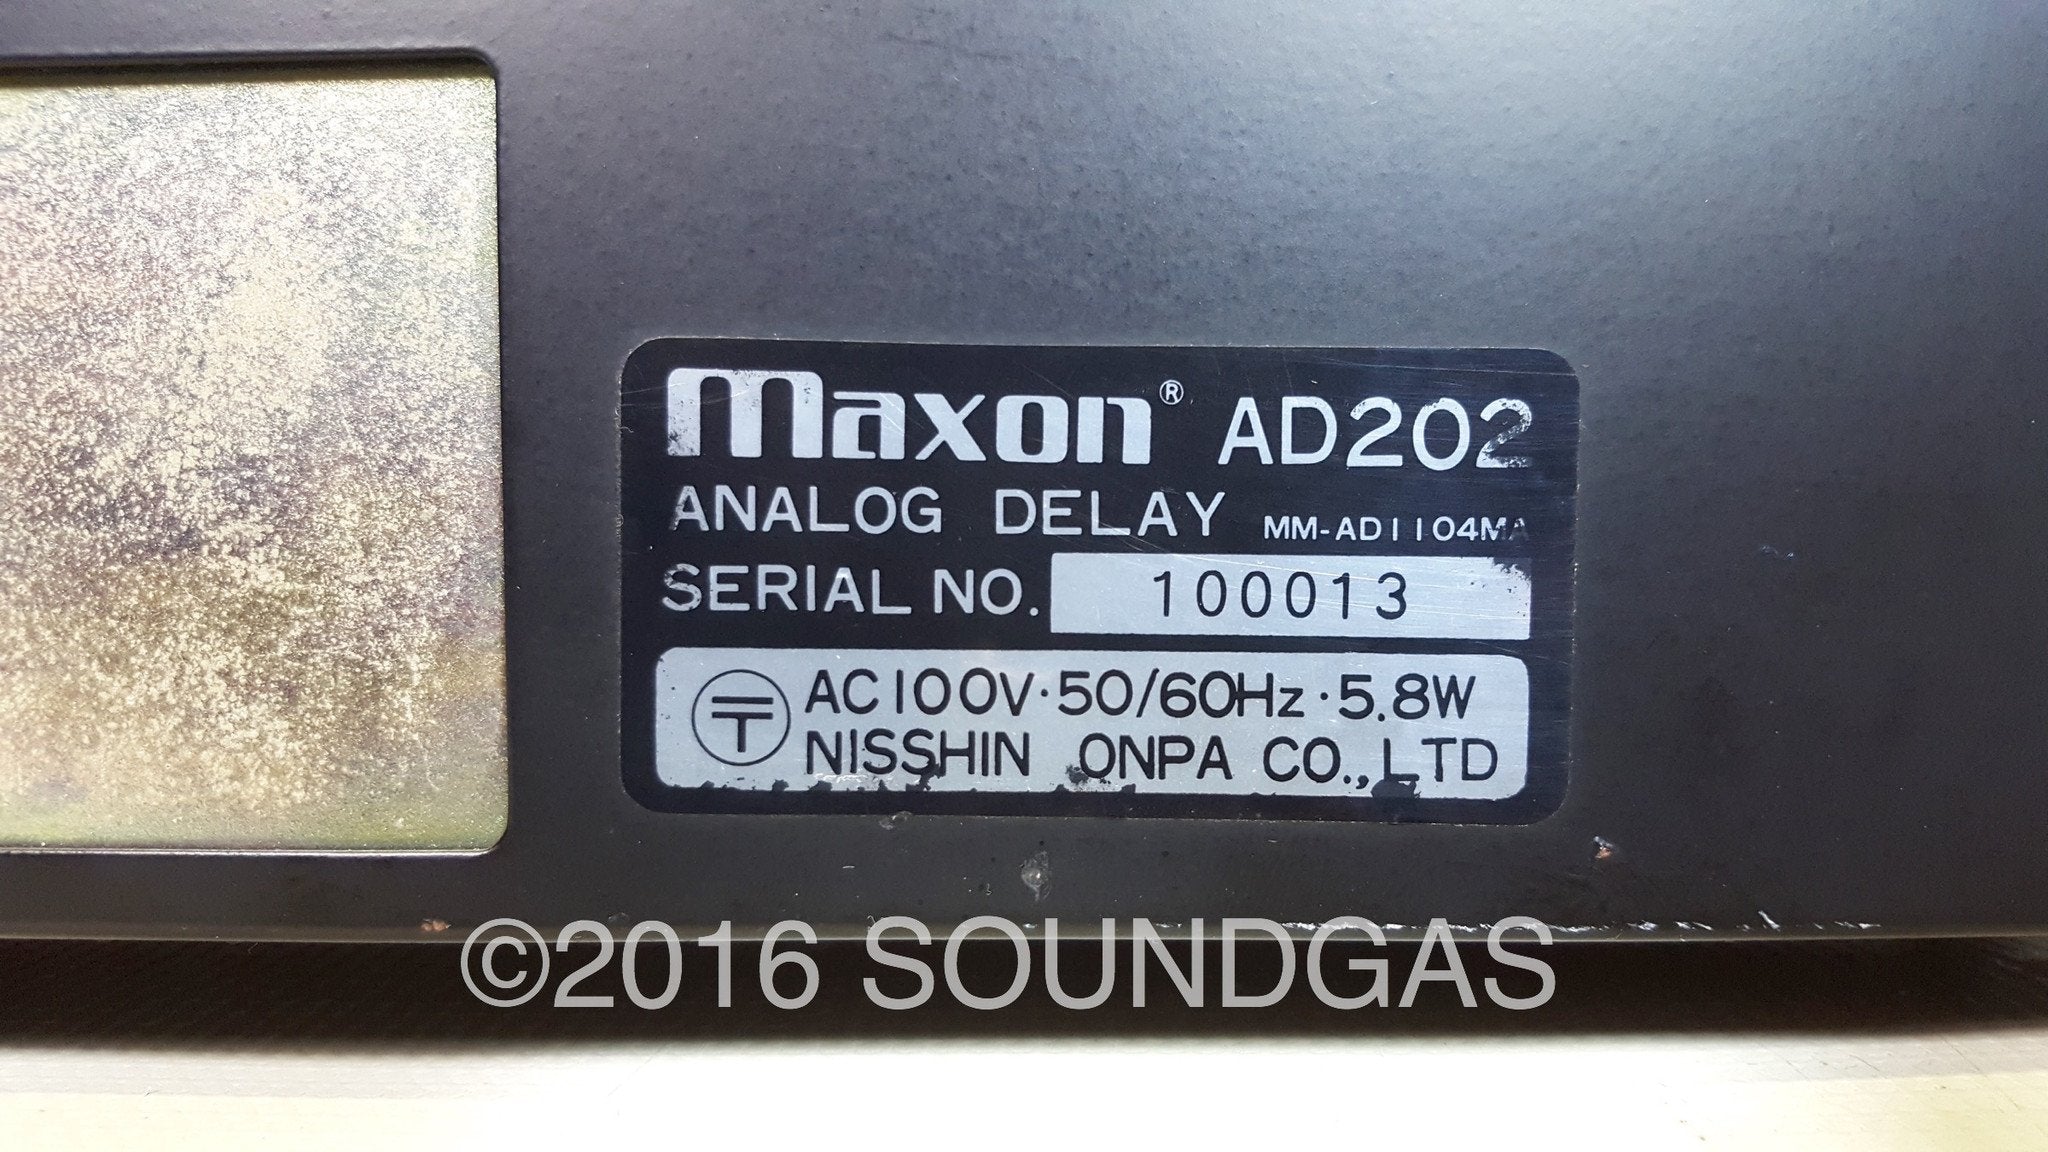 maxon® AD202
ANALOG DELAY MM-AD1104MA
SERIAL NO. 100013
AC100V·50/60Hz·5.8W
NISSHIN ONPA CO., LTD
©2016 SOUNDGAS